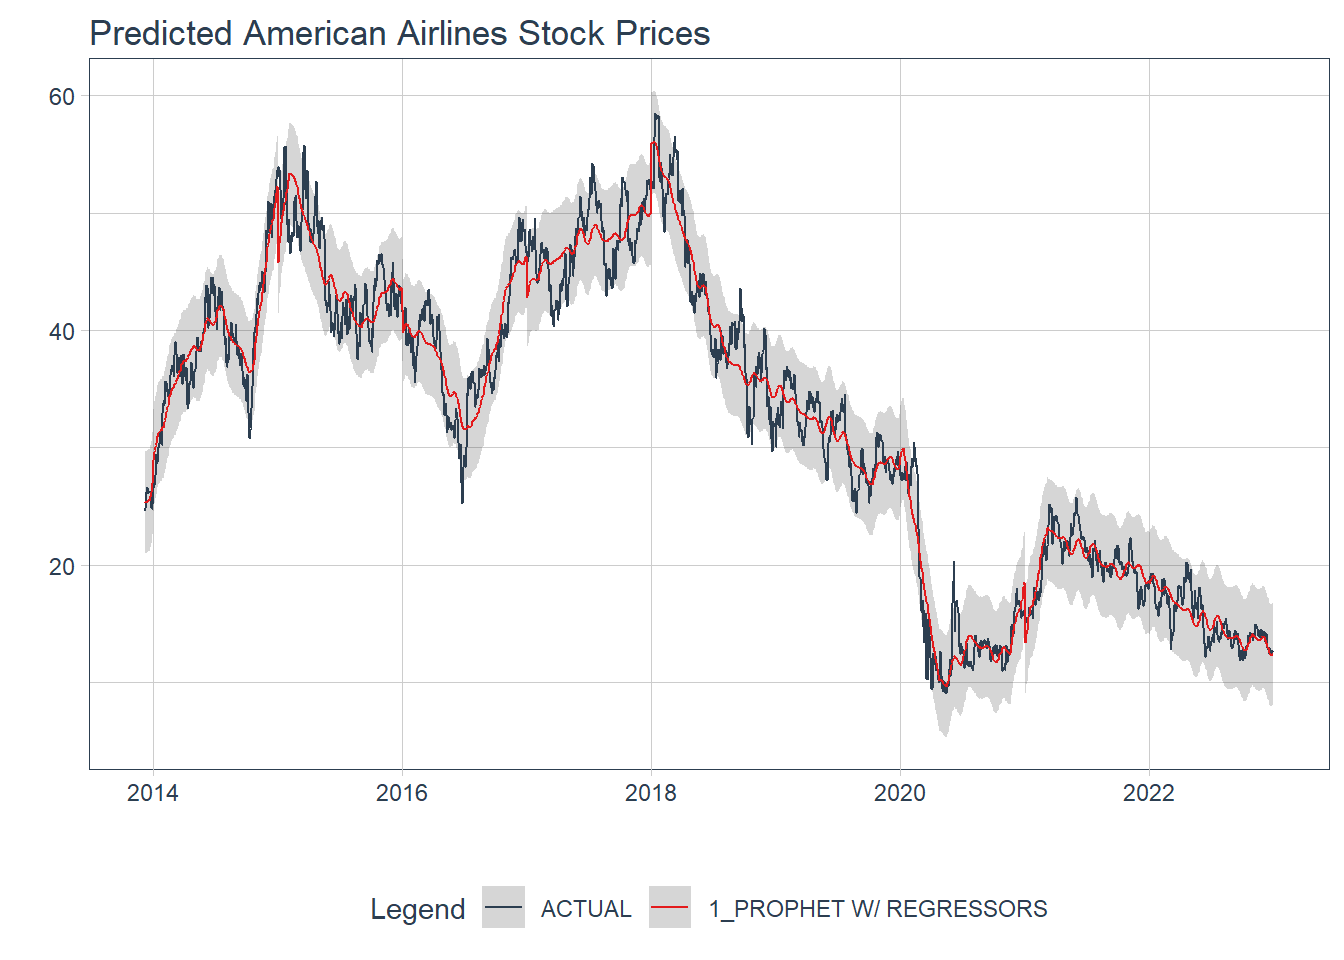 Predicted American Airlines Stock Prices
60
40
20
2014 2016 2018 2020 2022
Legend ACTUAL 1_PROPHET W/ REGRESSORS